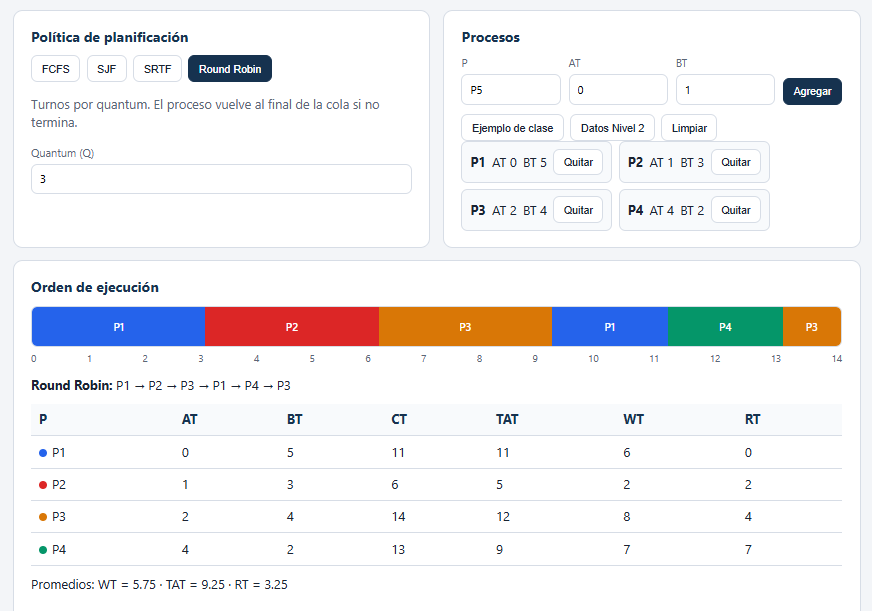 Política de planificación
FCFS SJF SRTF Round Robin
Turnos por quantum. El proceso vuelve al final de la cola si no
termina.
Quantum (Q)
3
Procesos
P AT BT
P5 0 1 Agregar
Ejemplo de clase Datos Nivel 2 Limpiar
P1 AT 0 BT 5 Quitar P2 AT 1 BT 3 Quitar
P3 AT 2 BT 4 Quitar P4 AT 4 BT 2 Quitar
Orden de ejecución
P1 P2 P3 P1 P4 P3
0 1 2 3 4 5 6 7 8 9 10 11 12 13 14
Round Robin: P1 → P2 → P3 → P1 → P4 → P3
P AT BT CT TAT WT RT
P1 0 5 11 11 6 0
P2 1 3 6 5 2 2
P3 2 4 14 12 8 4
P4 4 2 13 9 7 7
Promedios: WT = 5.75 · TAT = 9.25 · RT = 3.25